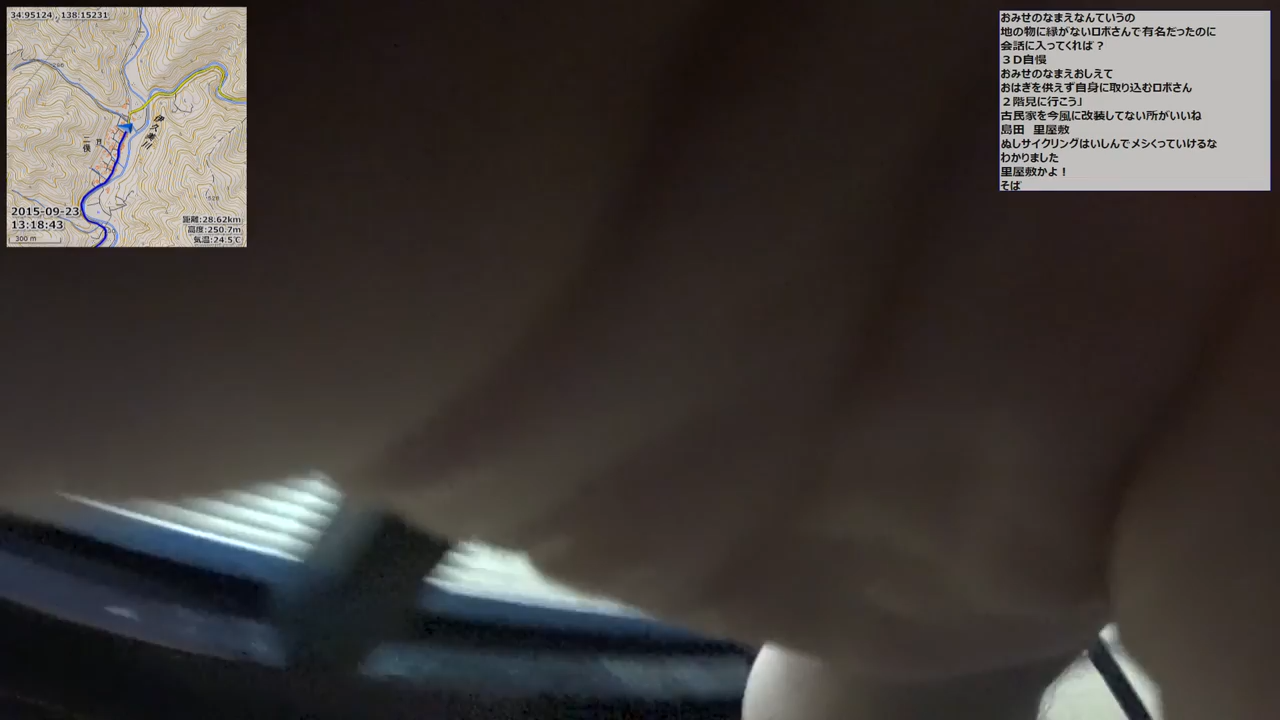 34.95124 , 138.15231
伊久美川
二俣
2015-09-23
13:18:43
300 m
距離:28.62km
高度:250.7m
気温:24.5℃
おみせのなまえなんていうの
地の物に縁がないロボさんで有名だったのに
会話に入ってくれば？
３Ｄ自慢
おみせのなまえおしえて
おはぎを供えず自身に取り込むロボさん
２階見に行こう」
古民家を今風に改装してない所がいいね
島田　里屋敷
ぬしサイクリングはいしんでメシくっていけるな
わかりました
里屋敷かよ！
そば